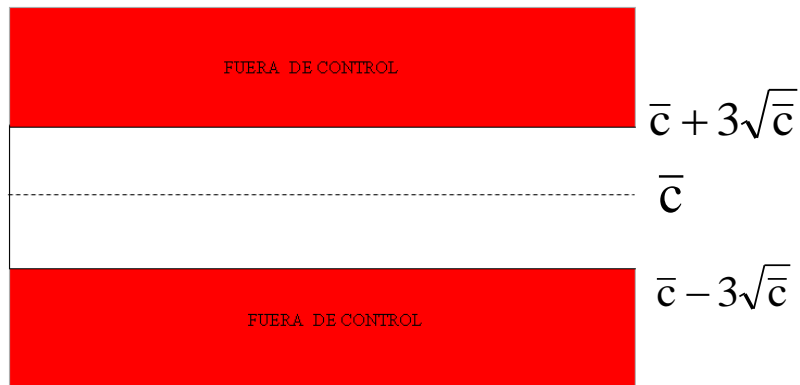 FUERA DE CONTROL
c̅ + 3√c̅
c̅
c̅ − 3√c̅
FUERA DE CONTROL